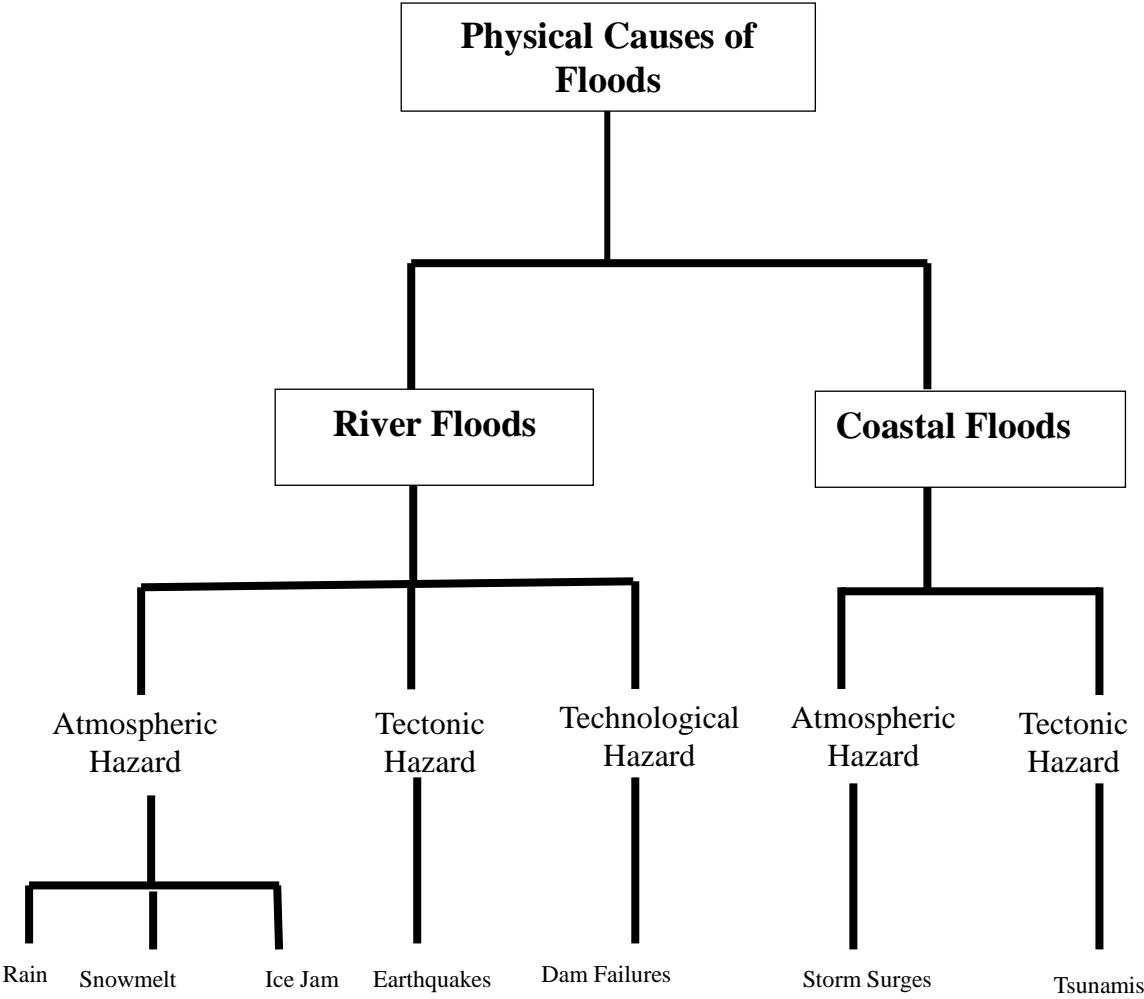 Physical Causes of
Floods
River Floods
Coastal Floods
Atmospheric
Hazard
Tectonic
Hazard
Technological
Hazard
Atmospheric
Hazard
Tectonic
Hazard
Rain
Snowmelt
Ice Jam
Earthquakes
Dam Failures
Storm Surges
Tsunamis